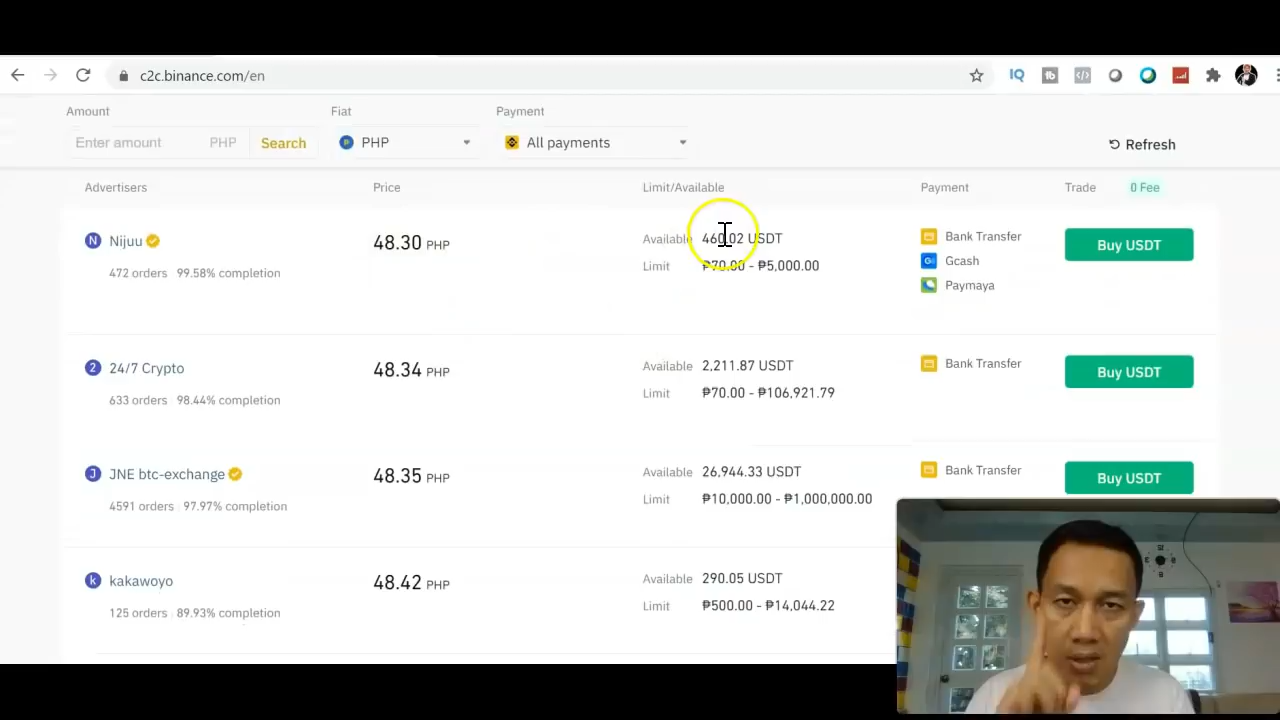 c2c.binance.com/en
Amount Fiat Payment
Enter amount PHP Search PHP All payments Refresh
Advertisers Price Limit/Available Payment Trade 0 Fee
Nijuu 48.30 PHP Available 460.02 USDT Bank Transfer Buy USDT
472 orders 99.58% completion Limit ₱70.00 - ₱5,000.00 Gcash
Paymaya
24/7 Crypto 48.34 PHP Available 2,211.87 USDT Bank Transfer Buy USDT
633 orders 98.44% completion Limit ₱70.00 - ₱106,921.79
JNE btc-exchange 48.35 PHP Available 26,944.33 USDT Bank Transfer Buy USDT
4591 orders 97.97% completion Limit ₱10,000.00 - ₱1,000,000.00
kakawoyo 48.42 PHP Available 290.05 USDT
125 orders 89.93% completion Limit ₱500.00 - ₱14,044.22